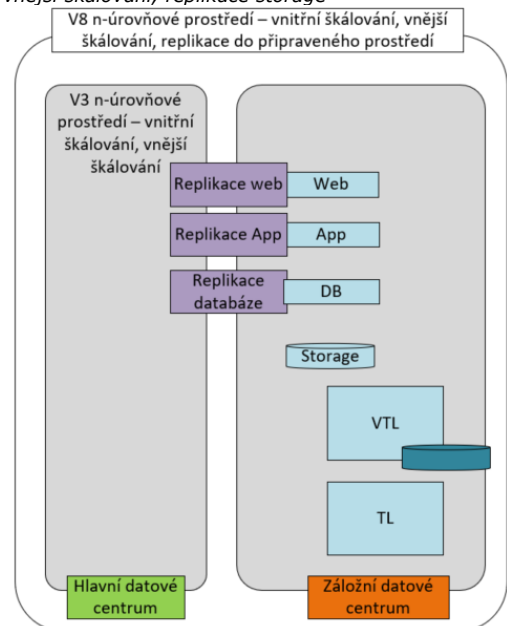 vnější škálování, replikace storage
V8 n-úrovňové prostředí – vnitřní škálování, vnější
škálování, replikace do připraveného prostředí
V3 n-úrovňové
prostředí – vnitřní
škálování, vnější
škálování
Replikace web
Web
Replikace App
App
Replikace
databáze
DB
Storage
VTL
TL
Hlavní datové
centrum
Záložní datové
centrum